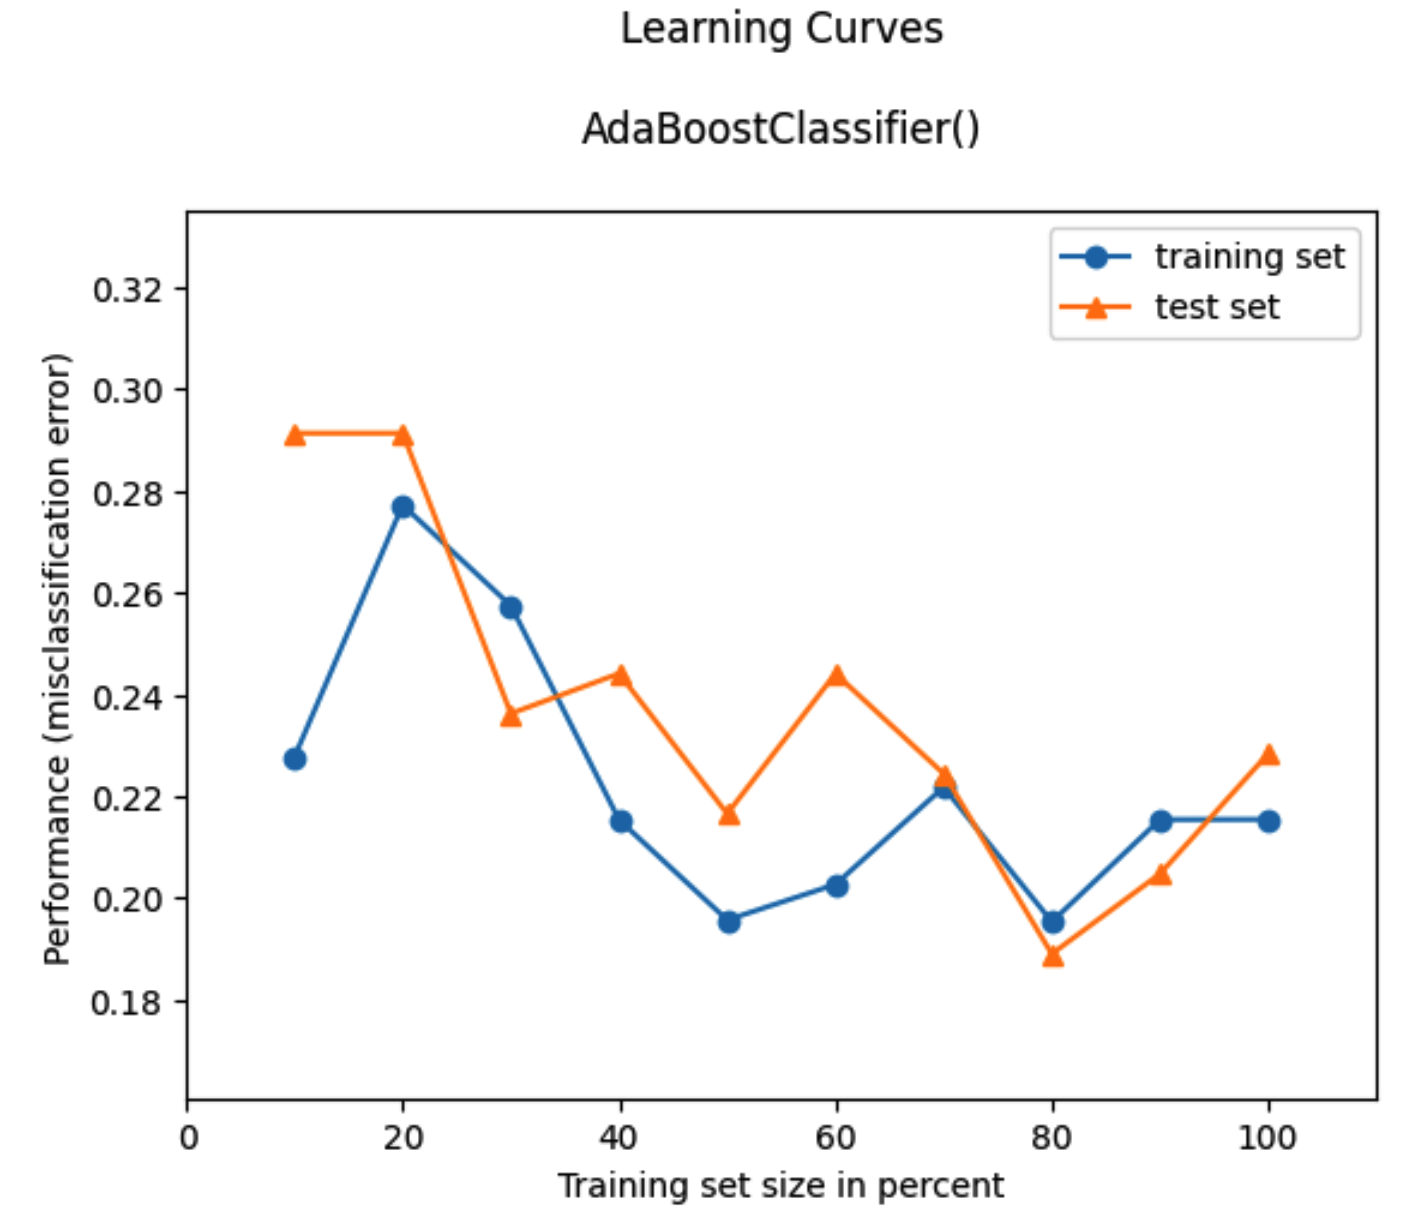 Learning Curves
AdaBoostClassifier()
training set
test set
0.32
0.30
0.28
0.26
0.24
0.22
0.20
0.18
Performance (misclassification error)
0 20 40 60 80 100
Training set size in percent